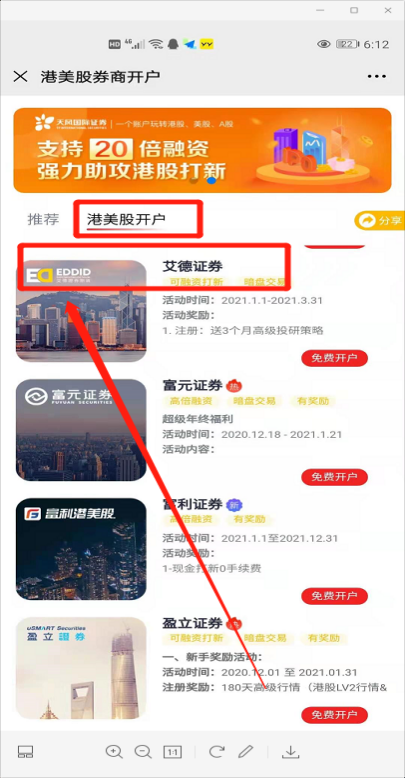 HD 4G 22 6:12
港美股券商开户
天风国际证券 一个账户玩转港股、美股、A股
TF INTERNATIONAL SECURITIES
支持 20 倍融资
强力助攻港股打新
推荐 港美股开户 分享
EDDID
艾德证券
可融资打新 暗盘交易
活动时间：2021.1.1-2021.3.31
活动奖励：
1. 注册：送3个月高级投研策略
免费开户
富元证券
FUYUAN SECURITIES
富元证券 热
高倍融资 暗盘交易 有奖励
超级年终福利
活动时间：2020.12.18 - 2021.1.21
活动内容：
免费开户
富利港美股
富利证券 新
高倍融资 有奖励
活动时间：2021.1.1至2021.12.31
活动奖励：
1-现金打新0手续费
免费开户
uSMART Securities
盈立證券
盈立证券
可融资打新 暗盘交易 有奖励
一、新手奖励活动：
活动时间：2020.12.01 至 2021.01.31
注册奖励：180天高级行情（港股LV2行情&
免费开户
1:1